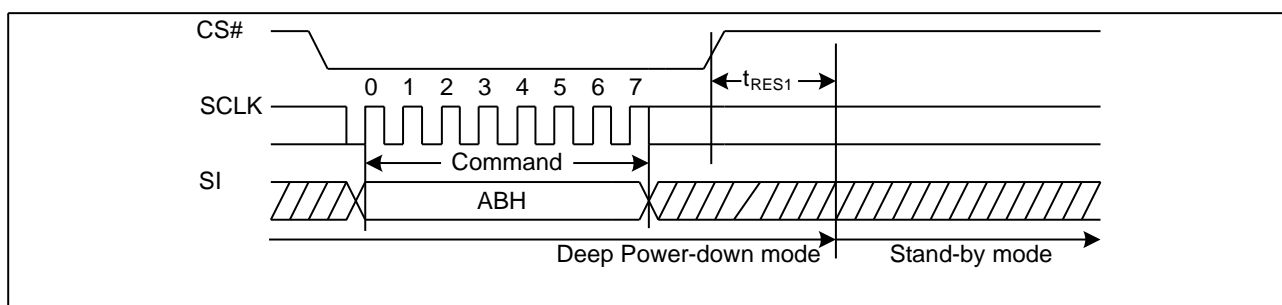 CS#
0 1 2 3 4 5 6 7
tRES1
SCLK
Command
SI
ABH
Deep Power-down mode
Stand-by mode